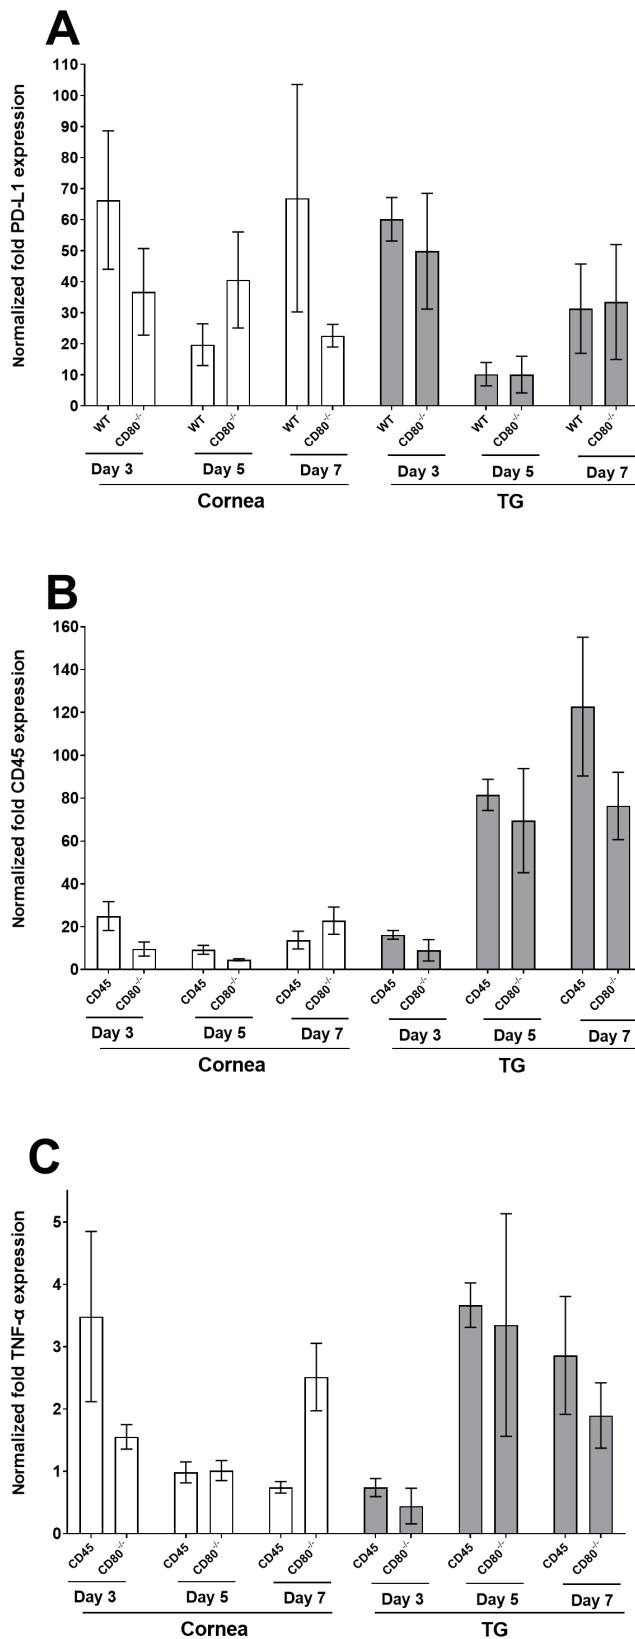 A
Normalized fold PD-L1 expression
110
100
90
80
70
60
50
40
30
20
10
0
WT CD80-/- WT CD80-/- WT CD80-/- WT CD80-/- WT CD80-/- WT CD80-/-
Day 3 Day 5 Day 7 Day 3 Day 5 Day 7
Cornea TG
B
Normalized fold CD45 expression
160
140
120
100
80
60
40
20
0
CD45 CD80-/- CD45 CD80-/- CD45 CD80-/- CD45 CD80-/- CD45 CD80-/- CD45 CD80-/-
Day 3 Day 5 Day 7 Day 3 Day 5 Day 7
Cornea TG
C
Normalized fold TNF-α expression
5
4
3
2
1
0
CD45 CD80-/- CD45 CD80-/- CD45 CD80-/- CD45 CD80-/- CD45 CD80-/- CD45 CD80-/-
Day 3 Day 5 Day 7 Day 3 Day 5 Day 7
Cornea TG